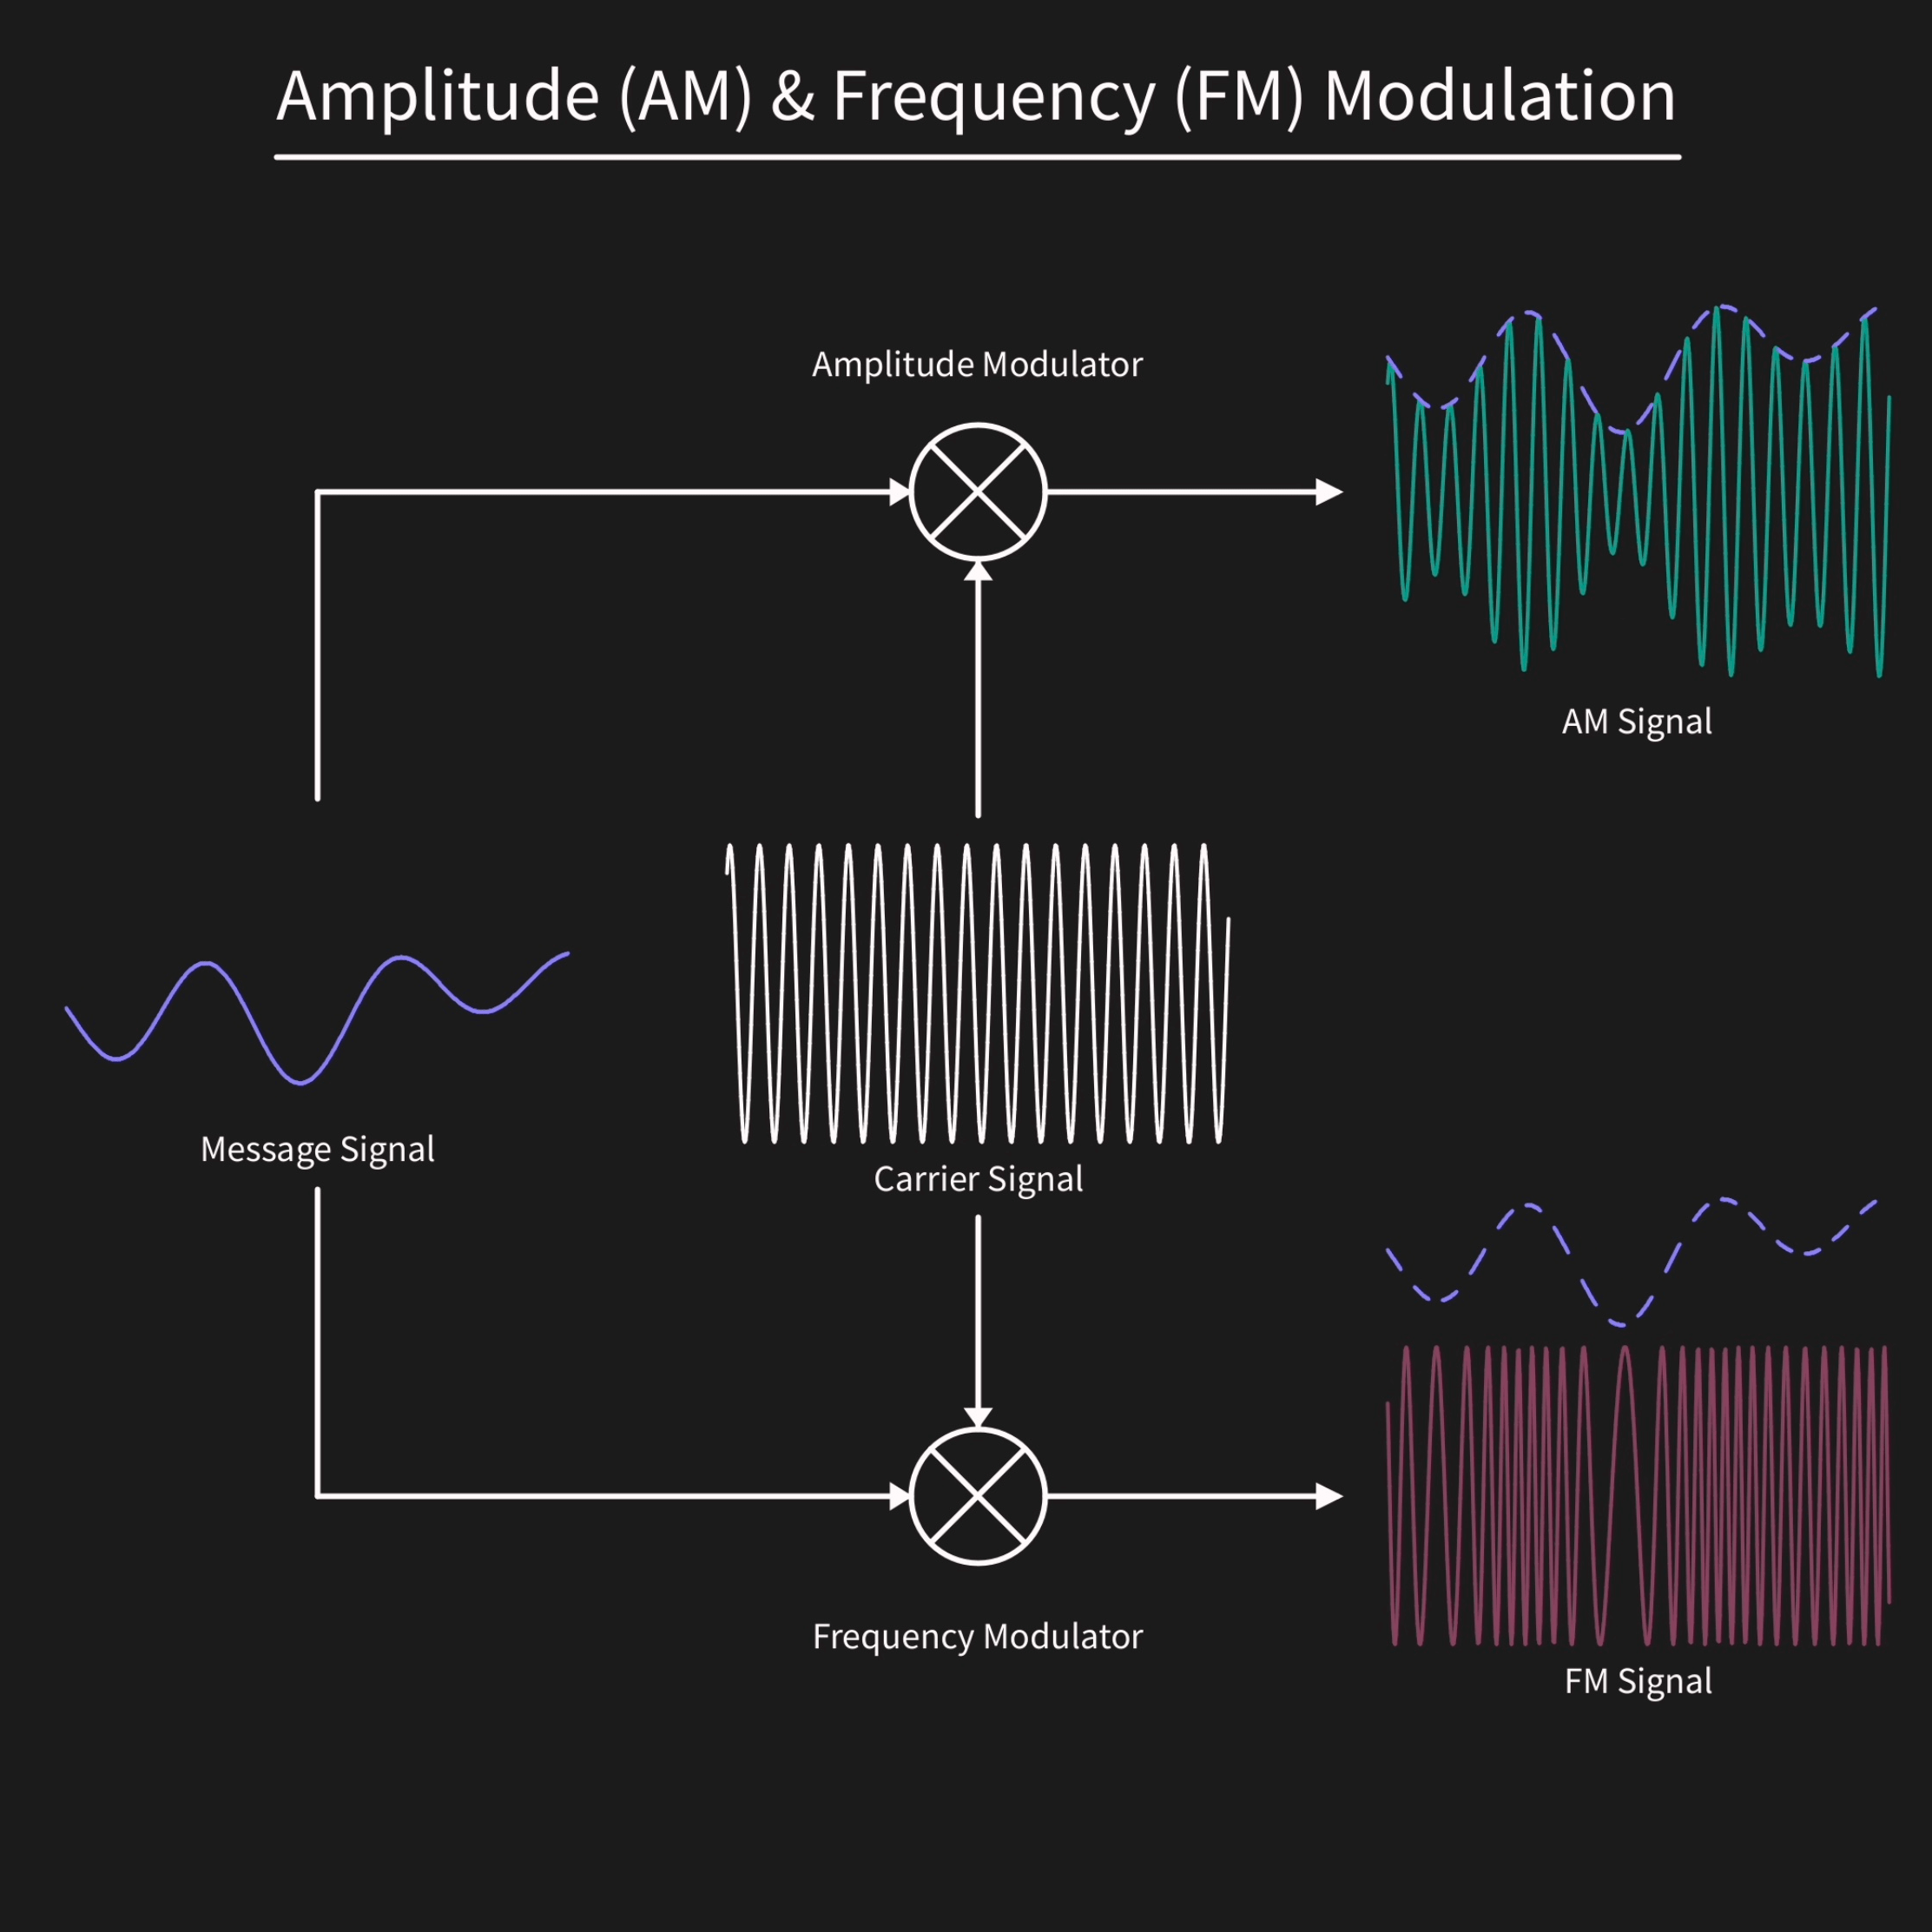 Amplitude (AM) & Frequency (FM) Modulation
Amplitude Modulator
AM Signal
Message Signal
Carrier Signal
Frequency Modulator
FM Signal